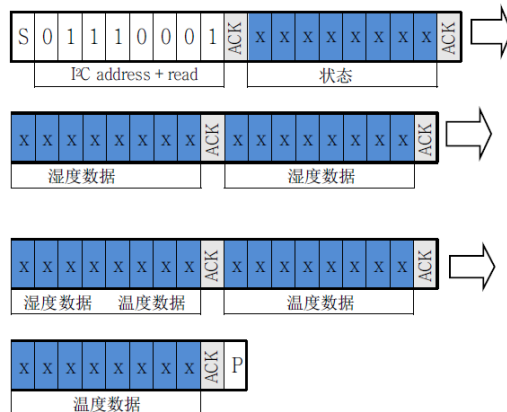 S 0 1 1 1 0 0 0 1 ACK x x x x x x x x ACK
I²C address + read 状态
x x x x x x x x ACK x x x x x x x x ACK
湿度数据 湿度数据
x x x x x x x x ACK x x x x x x x x ACK
湿度数据 温度数据 温度数据
x x x x x x x x ACK P
温度数据